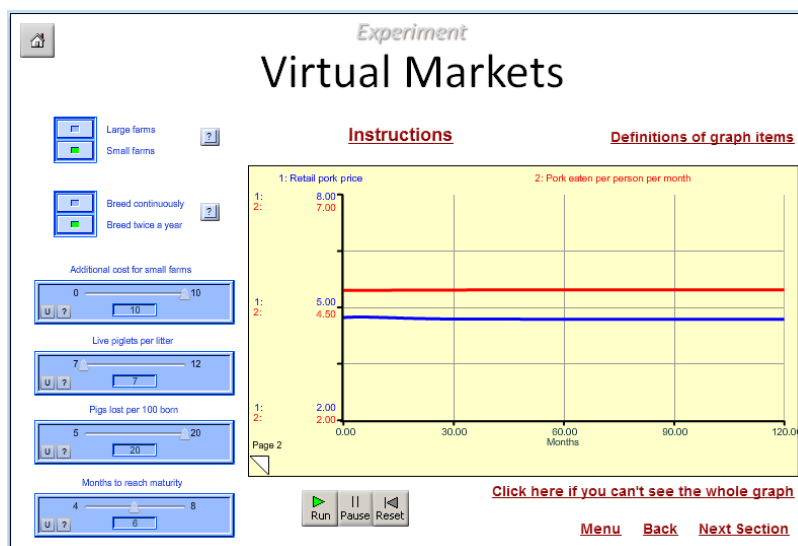 Experiment
Virtual Markets
Large farms
Small farms
?
Breed continuously
Breed twice a year
?
Additional cost for small farms
0 10
10
U ?
Live piglets per litter
7 12
7
U ?
Pigs lost per 100 born
5 20
20
U ?
Months to reach maturity
4 8
6
U ?
Instructions
Definitions of graph items
1: Retail pork price 2: Pork eaten per person per month
1: 8.00
2: 7.00
1: 5.00
2: 4.50
1: 2.00
2: 2.00
0.00 30.00 60.00 90.00 120.0
Months
Page 2
Run Pause Reset
Click here if you can't see the whole graph
Menu Back Next Section